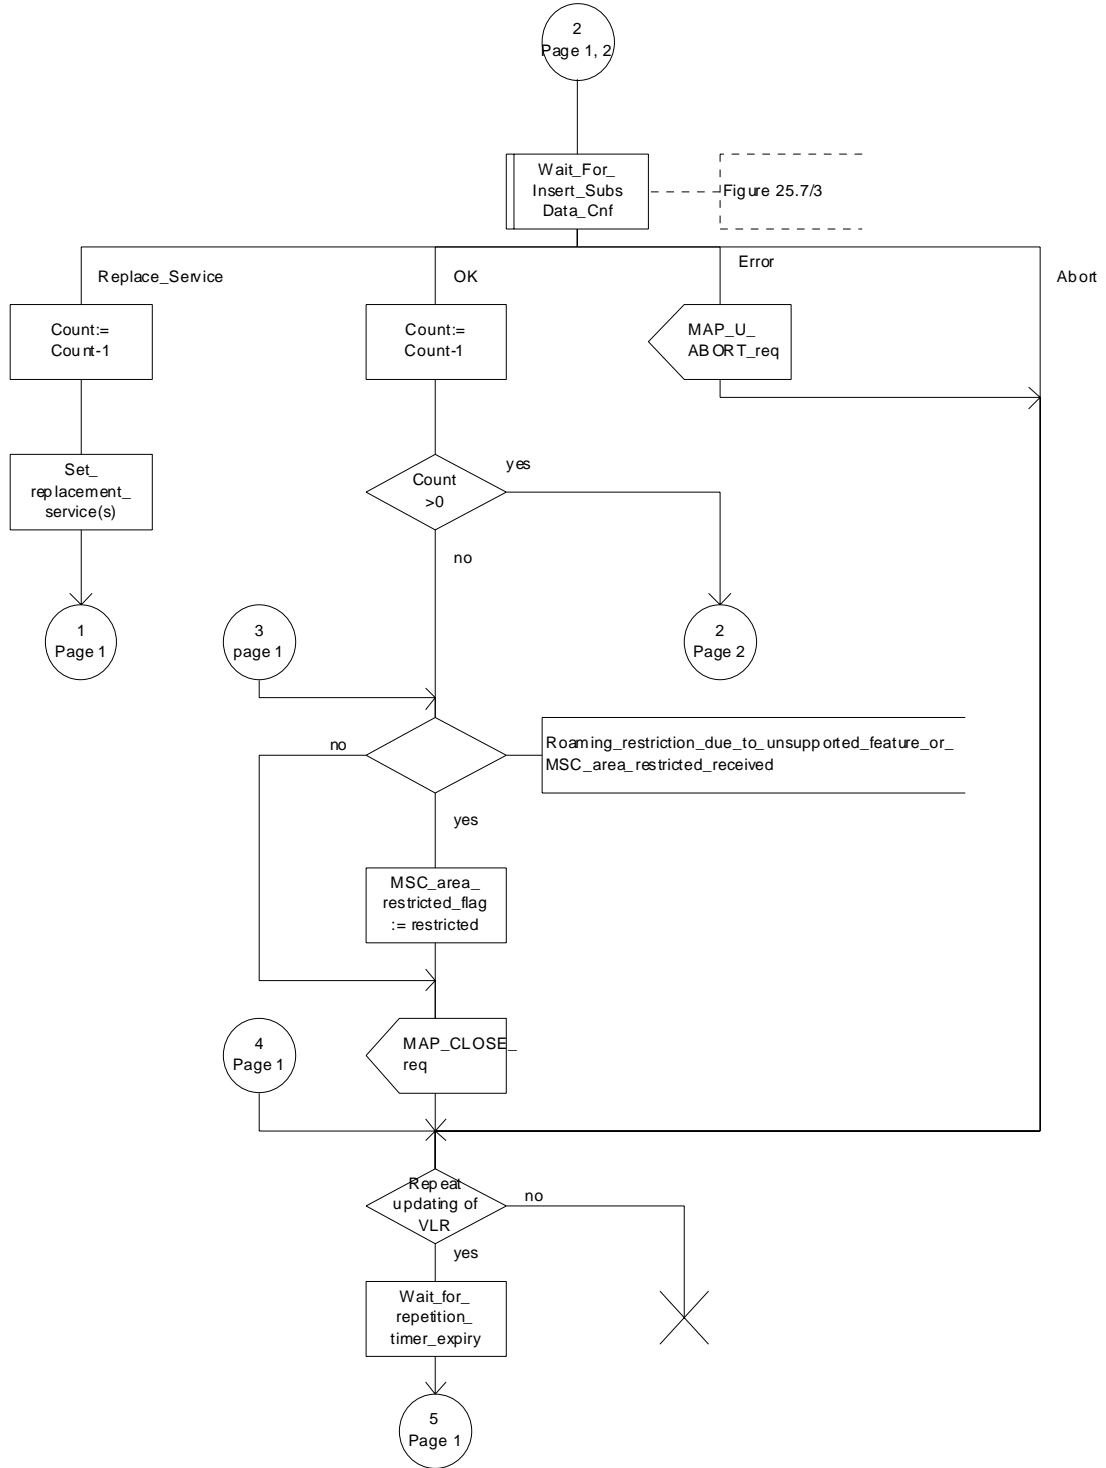 2
Page 1, 2
Wait_For_
Insert_Subs
Data_Cnf
Figure 25.7/3
Replace_Service
OK
Error
Abort
Count:=
Count-1
Count:=
Count-1
MAP_U_
ABORT_req
Set_
replacement_
service(s)
Count
>0
yes
no
1
Page 1
3
page 1
2
Page 2
no
Roaming_restriction_due_to_unsupported_feature_or_
MSC_area_restricted_received
yes
MSC_area_
restricted_flag
:= restricted
4
Page 1
MAP_CLOSE_
req
Repeat
updating of
VLR
no
yes
Wait_for_
repetition_
timer_expiry
5
Page 1